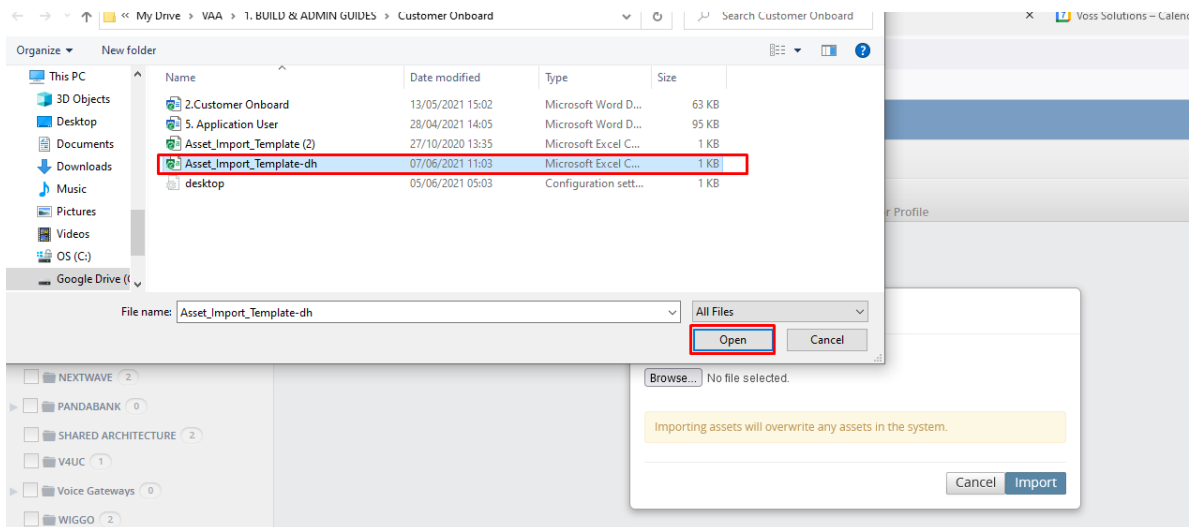 « My Drive > VAA > 1. BUILD & ADMIN GUIDES > Customer Onboard
Search Customer Onboard
17 Voss Solutions – Calend
Organize
New folder
This PC
3D Objects
Desktop
Documents
Downloads
Music
Pictures
Videos
OS (C:)
Google Drive (
Name Date modified Type Size
2.Customer Onboard 13/05/2021 15:02 Microsoft Word D... 63 KB
5. Application User 28/04/2021 14:05 Microsoft Word D... 95 KB
Asset_Import_Template (2) 27/10/2020 13:35 Microsoft Excel C... 1 KB
Asset_Import_Template-dh 07/06/2021 11:03 Microsoft Excel C... 1 KB
desktop 05/06/2021 05:03 Configuration sett... 1 KB
r Profile
File name: Asset_Import_Template-dh
All Files
Open Cancel
NEXTWAVE 2
PANDABANK 0
SHARED ARCHITECTURE 2
V4UC 1
Voice Gateways 0
WIGGO 2
Browse... No file selected.
Importing assets will overwrite any assets in the system.
Cancel Import